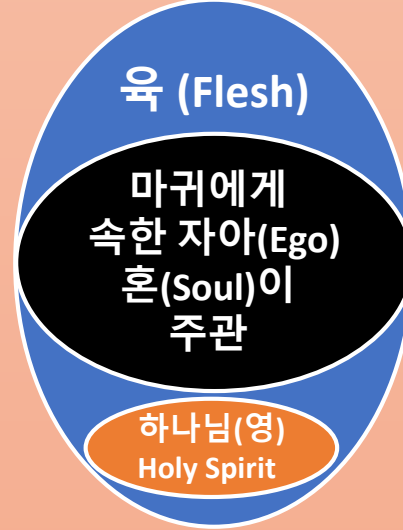 육 (Flesh)
마귀에게
속한 자아(Ego)
혼(Soul)이
주관
하나님(영)
Holy Spirit